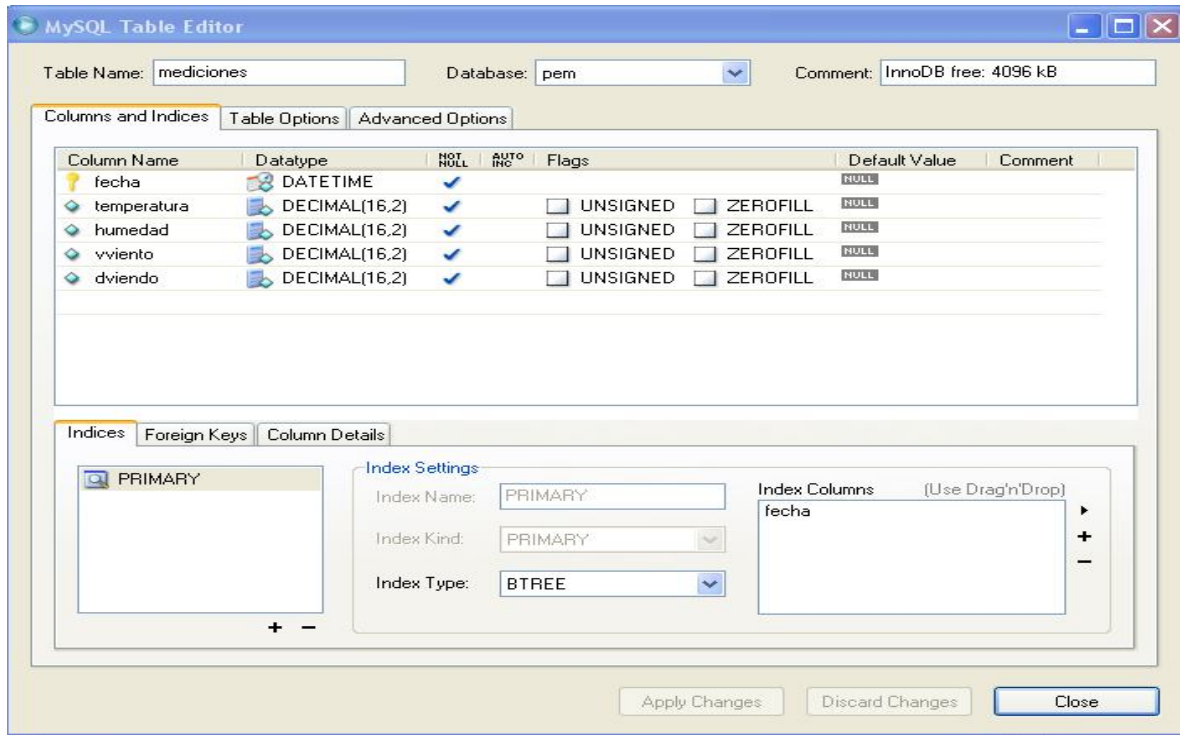 MySQL Table Editor
Table Name: mediciones Database: pem Comment: InnoDB free: 4096 kB
Columns and Indices Table Options Advanced Options
Column Name Datatype NOT NULL AUTO INC Flags Default Value Comment
fecha DATETIME NULL
temperatura DECIMAL(16,2) UNSIGNED ZEROFILL NULL
humedad DECIMAL(16,2) UNSIGNED ZEROFILL NULL
vviento DECIMAL(16,2) UNSIGNED ZEROFILL NULL
dviendo DECIMAL(16,2) UNSIGNED ZEROFILL NULL
Indices Foreign Keys Column Details
PRIMARY
Index Settings
Index Name: PRIMARY
Index Kind: PRIMARY
Index Type: BTREE
Index Columns (Use Drag'n'Drop)
fecha
Apply Changes Discard Changes Close